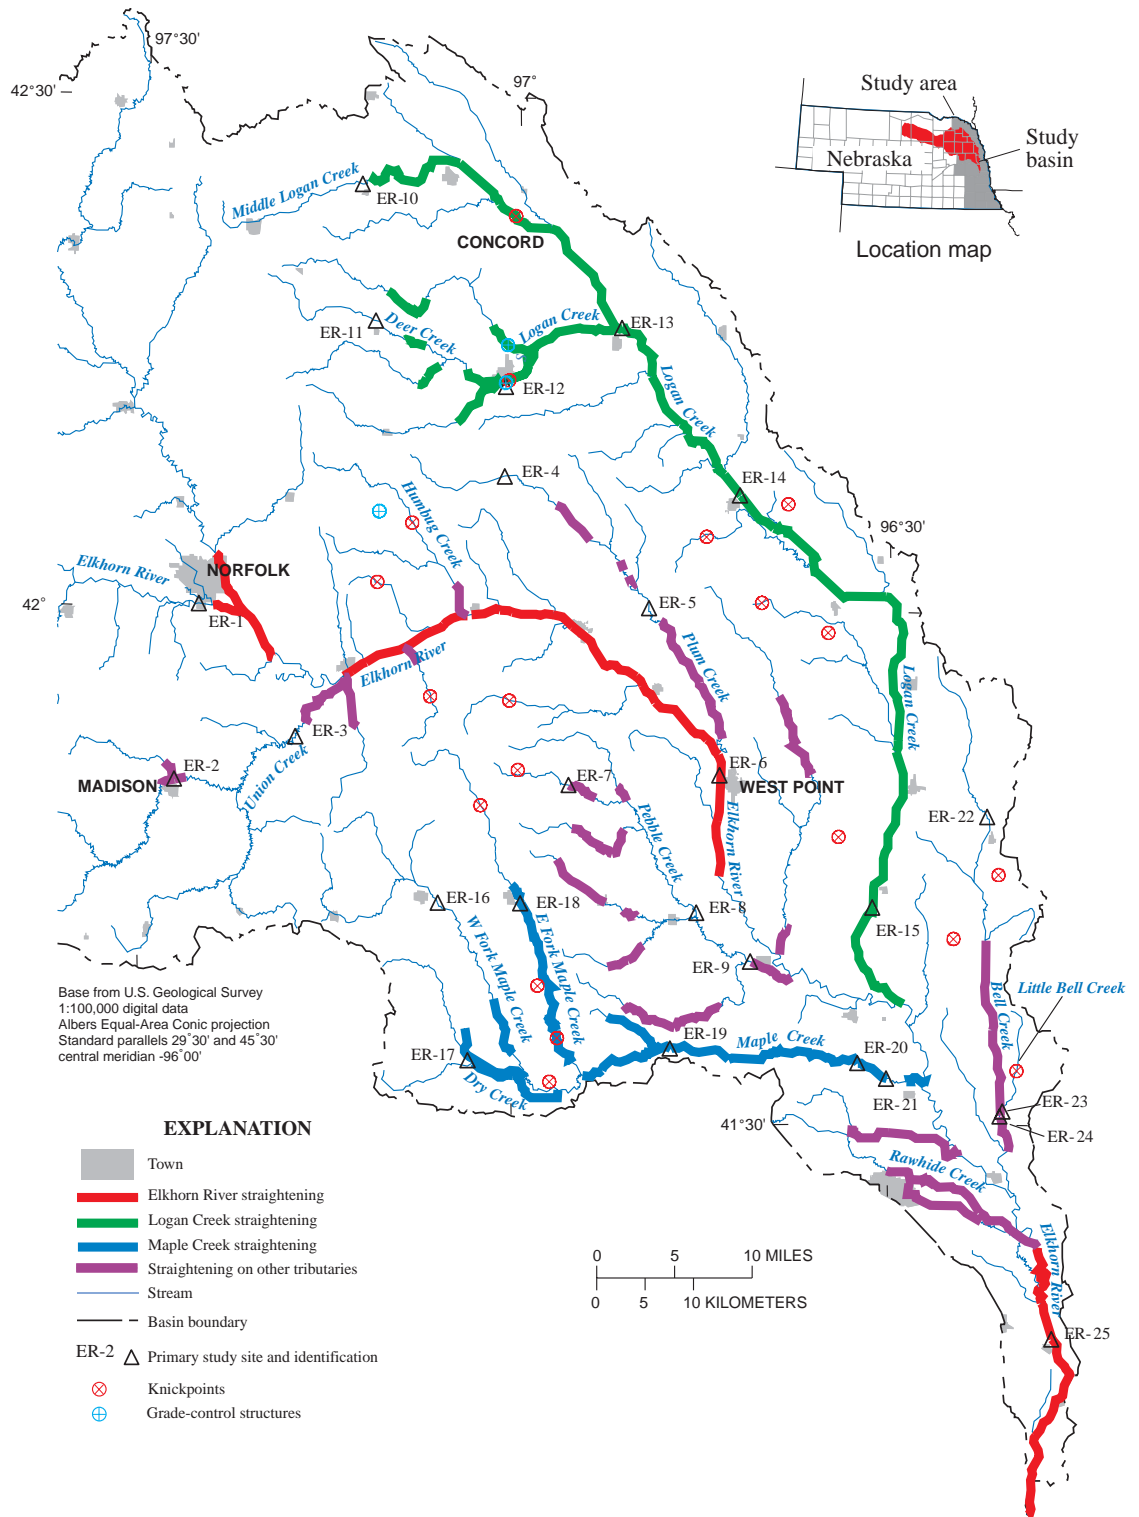 97°30'
42°30'
97°
Study area
Study
basin
Nebraska
Location map
Middle Logan Creek
ER-10
CONCORD
ER-11
Deer Creek
Logan Creek
ER-13
ER-12
Logan Creek
ER-4
ER-14
Humbug Creek
96°30'
Elkhorn River
NORFOLK
42°
ER-1
ER-5
Plum Creek
Elkhorn River
Logan Creek
ER-3
Union Creek
ER-2
MADISON
ER-6
WEST POINT
ER-7
Pebble Creek
Elkhorn River
ER-22
ER-16
ER-18
ER-8
ER-15
W Fork Maple Creek
E Fork Maple Creek
ER-9
Base from U.S. Geological Survey
1:100,000 digital data
Albers Equal-Area Conic projection
Standard parallels 29°30' and 45°30'
central meridian -96°00'
Bell Creek
Little Bell Creek
ER-17
Dry Creek
ER-19
Maple Creek
ER-20
ER-21
ER-23
ER-24
41°30'
Rawhide Creek
Elkhorn River
ER-25
EXPLANATION
Town
Elkhorn River straightening
Logan Creek straightening
Maple Creek straightening
Straightening on other tributaries
Stream
Basin boundary
ER-2 Primary study site and identification
Knickpoints
Grade-control structures
0 5 10 MILES
0 5 10 KILOMETERS